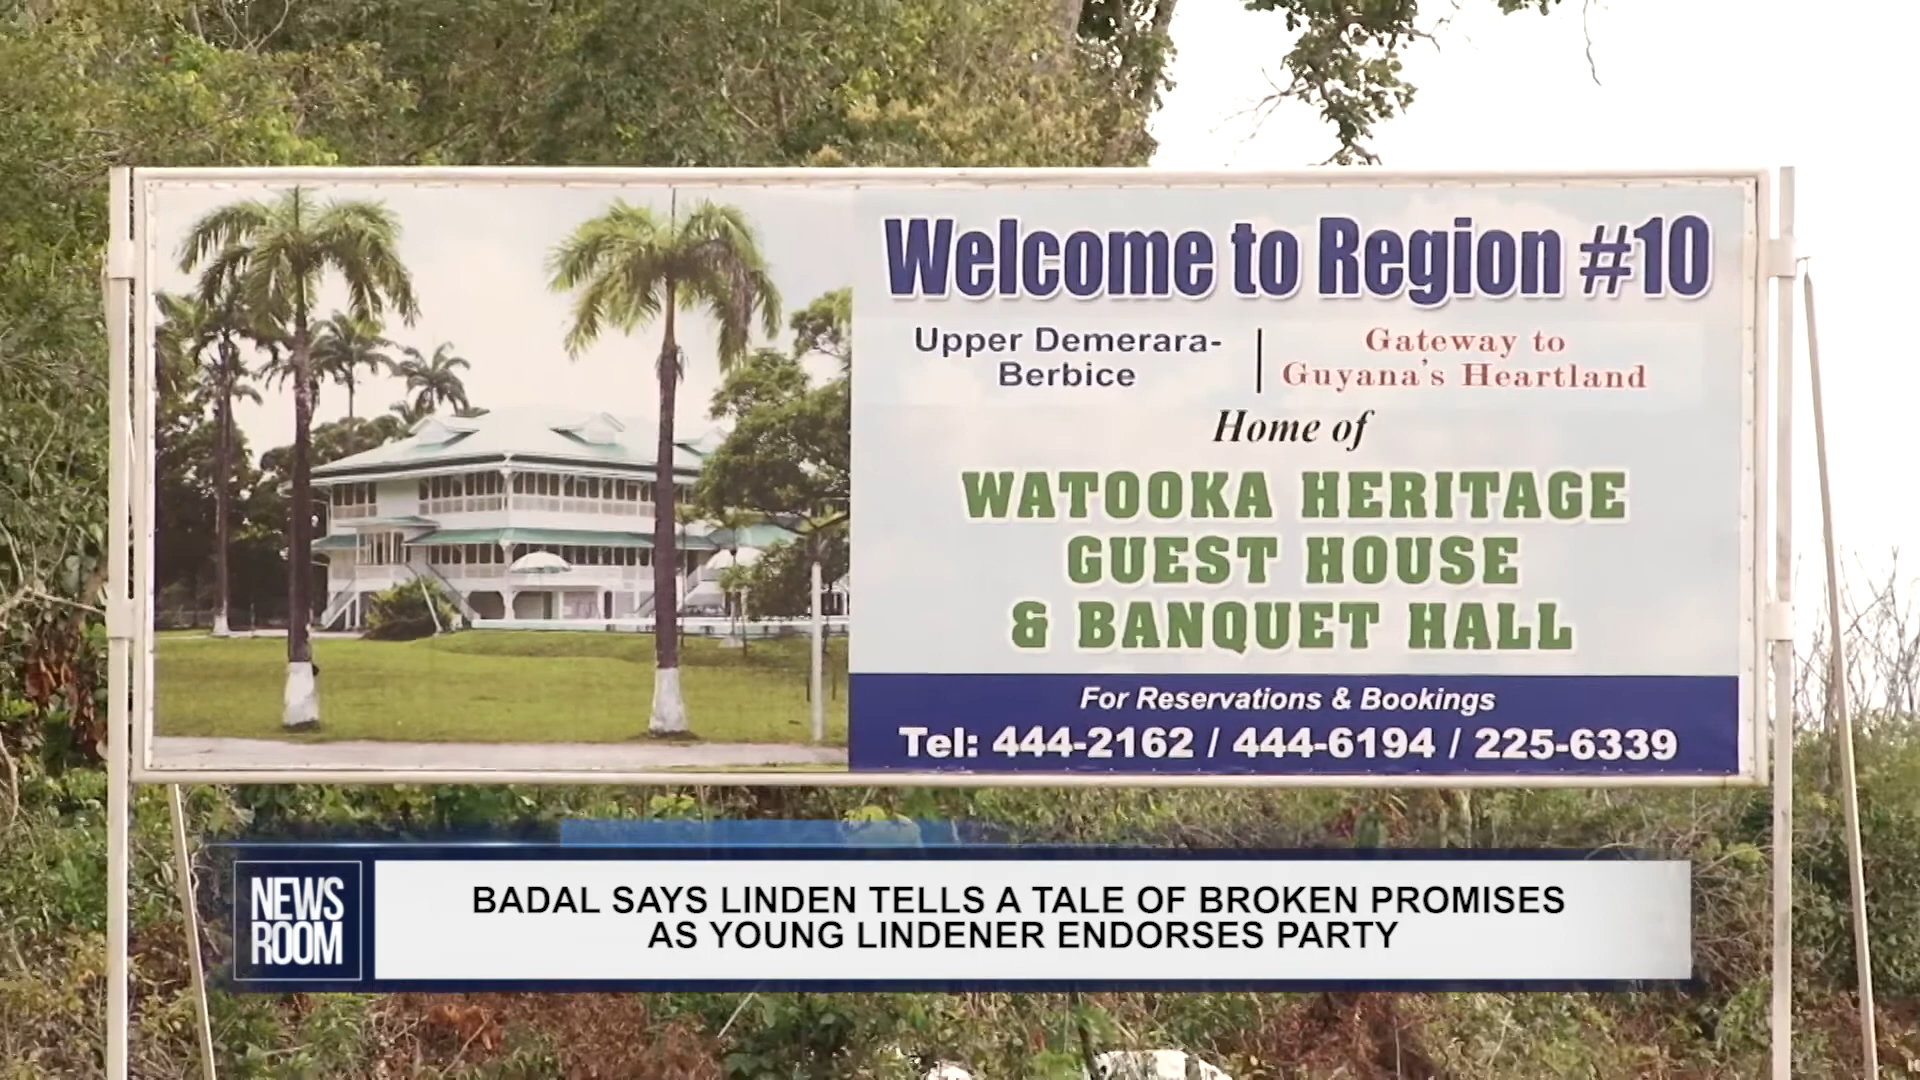 Welcome to Region #10
Upper Demerara-
Berbice
Gateway to
Guyana's Heartland
Home of
WATOOKA HERITAGE
GUEST HOUSE
& BANQUET HALL
For Reservations & Bookings
Tel: 444-2162 / 444-6194 / 225-6339
NEWS
ROOM
BADAL SAYS LINDEN TELLS A TALE OF BROKEN PROMISES
AS YOUNG LINDENER ENDORSES PARTY